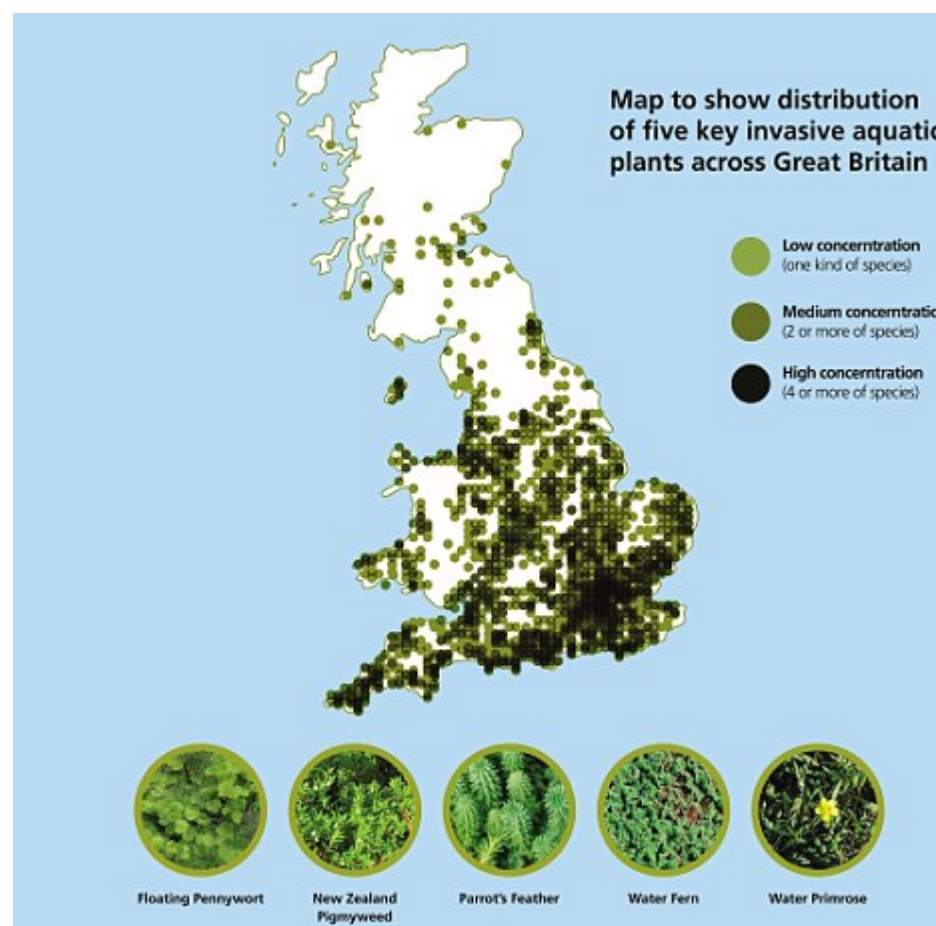 Map to show distribution
of five key invasive aquatic
plants across Great Britain
Low concerntration
(one kind of species)
Medium concerntratio
(2 or more of species)
High concerntration
(4 or more of species)
Floating Pennywort
New Zealand
Pigmyweed
Parrot's Feather
Water Fern
Water Primrose